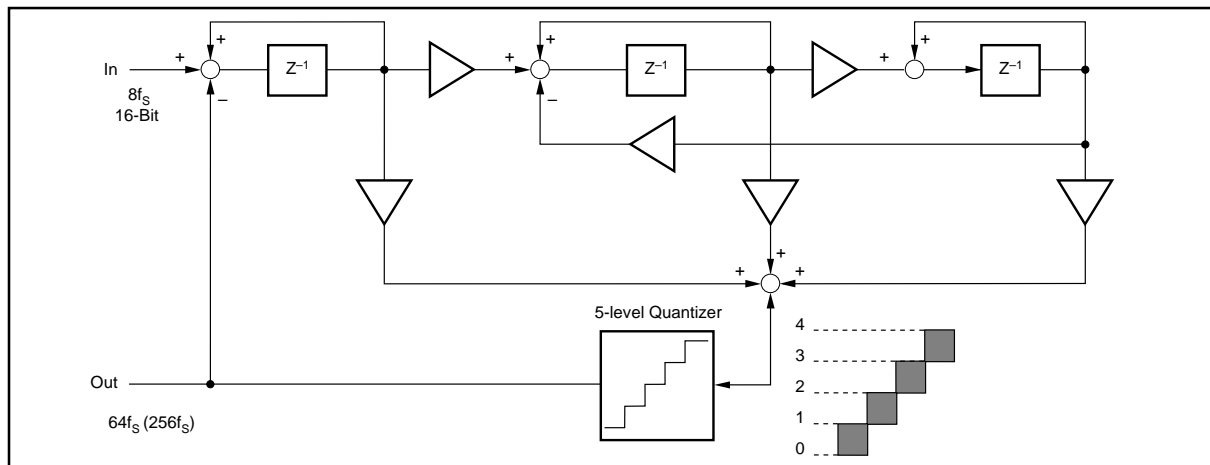 + + +
In + Z⁻¹ + Z⁻¹ + Z⁻¹
8f_S − −
16-Bit
+
+ +
5-level Quantizer
4
3
2
Out
1
64f_S (256f_S)
0